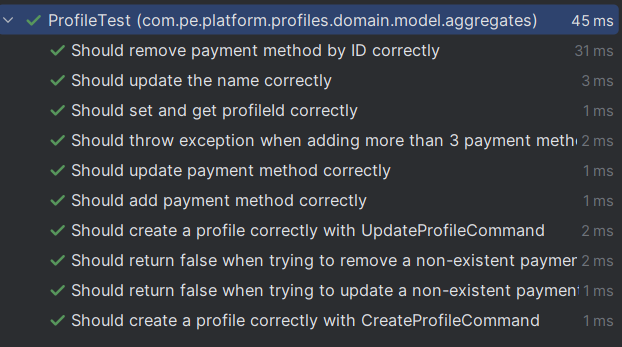 ProfileTest (com.pe.platform.profiles.domain.model.aggregates) 45 ms
Should remove payment method by ID correctly 31 ms
Should update the name correctly 3 ms
Should set and get profileId correctly 1 ms
Should throw exception when adding more than 3 payment meth 2 ms
Should update payment method correctly 1 ms
Should add payment method correctly 1 ms
Should create a profile correctly with UpdateProfileCommand 2 ms
Should return false when trying to remove a non-existent paymer 2 ms
Should return false when trying to update a non-existent payment 1 ms
Should create a profile correctly with CreateProfileCommand 1 ms